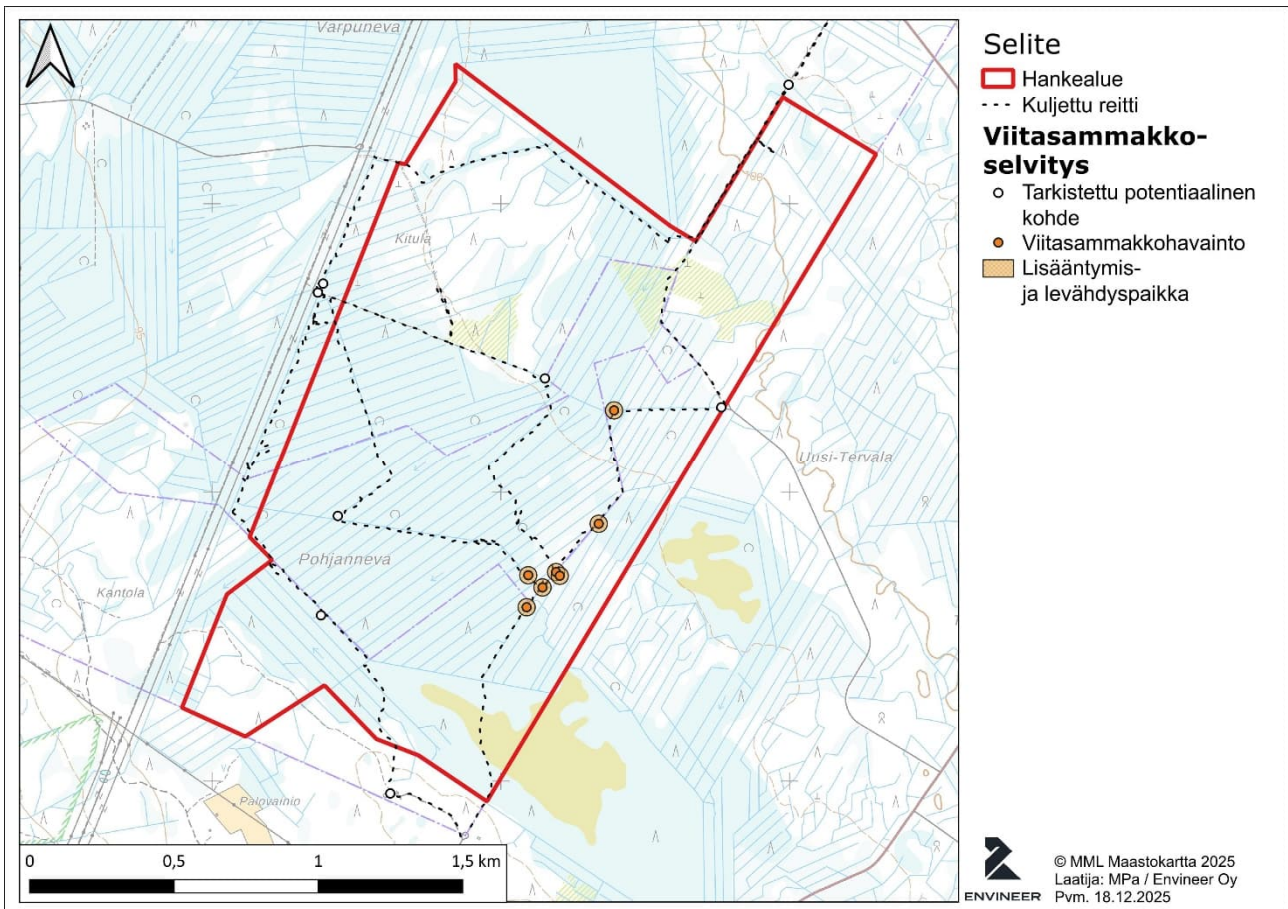 Varpuneva
Kitula
Uusi-Tervala
Pohjanneva
Kantola
Palovainio
0
0,5
1
1,5 km
Selite
Hankealue
Kuljettu reitti
Viitasammakko-
selvitys
Tarkistettu potentiaalinen
kohde
Viitasammakkohavainto
Lisääntymis-
ja levähdyspaikka
ENVINEER
© MML Maastokartta 2025
Laatija: MPa / Envineer Oy
Pvm. 18.12.2025